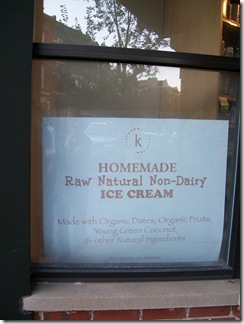 k
HOMEMADE
Raw Natural Non-Dairy
ICE CREAM
Made with Organic Dates, Organic Fruits,
Young Green Coconut,
& other Natural Ingredients